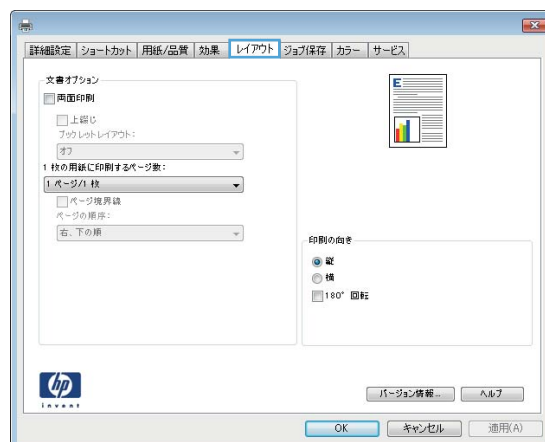 詳細設定 ショートカット 用紙/品質 効果 レイアウト ジョブ保存 カラー サービス
文書オプション
両面印刷
上綴じ
ブックレットレイアウト:
オフ
1 枚の用紙に印刷するページ数:
1 ページ/1 枚
ページ境界線
ページの順序:
右、下の順
E
印刷の向き
縦
横
180° 回転
hp
invent
バージョン情報... ヘルプ
OK キャンセル 適用(A)